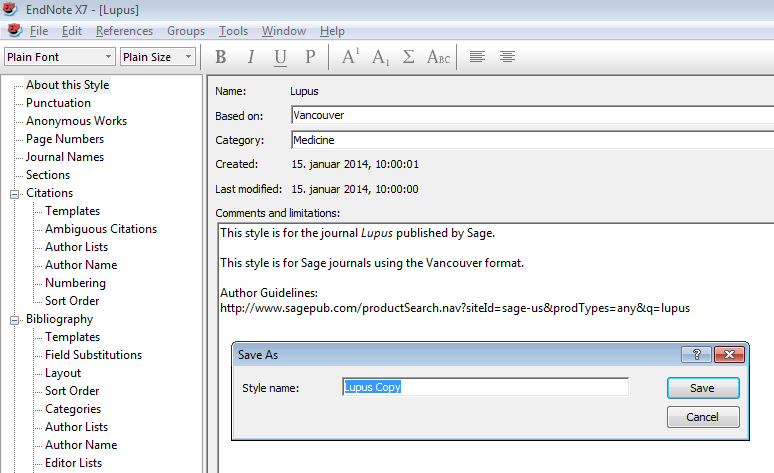 EndNote X7 - [Lupus]
File Edit References Groups Tools Window Help
Plain Font Plain Size B I U P A¹ A₁ Σ ABC
About this Style
Punctuation
Anonymous Works
Page Numbers
Journal Names
Sections
Citations
Templates
Ambiguous Citations
Author Lists
Author Name
Numbering
Sort Order
Bibliography
Templates
Field Substitutions
Layout
Sort Order
Categories
Author Lists
Author Name
Editor Lists
Name: Lupus
Based on: Vancouver
Category: Medicine
Created: 15. januar 2014, 10:00:01
Last modified: 15. januar 2014, 10:00:00
Comments and limitations:
This style is for the journal Lupus published by Sage.
This style is for Sage journals using the Vancouver format.
Author Guidelines:
http://www.sagepub.com/productSearch.nav?siteId=sage-us&prodTypes=any&q=lupus
Save As
Style name: Lupus Copy
Save
Cancel